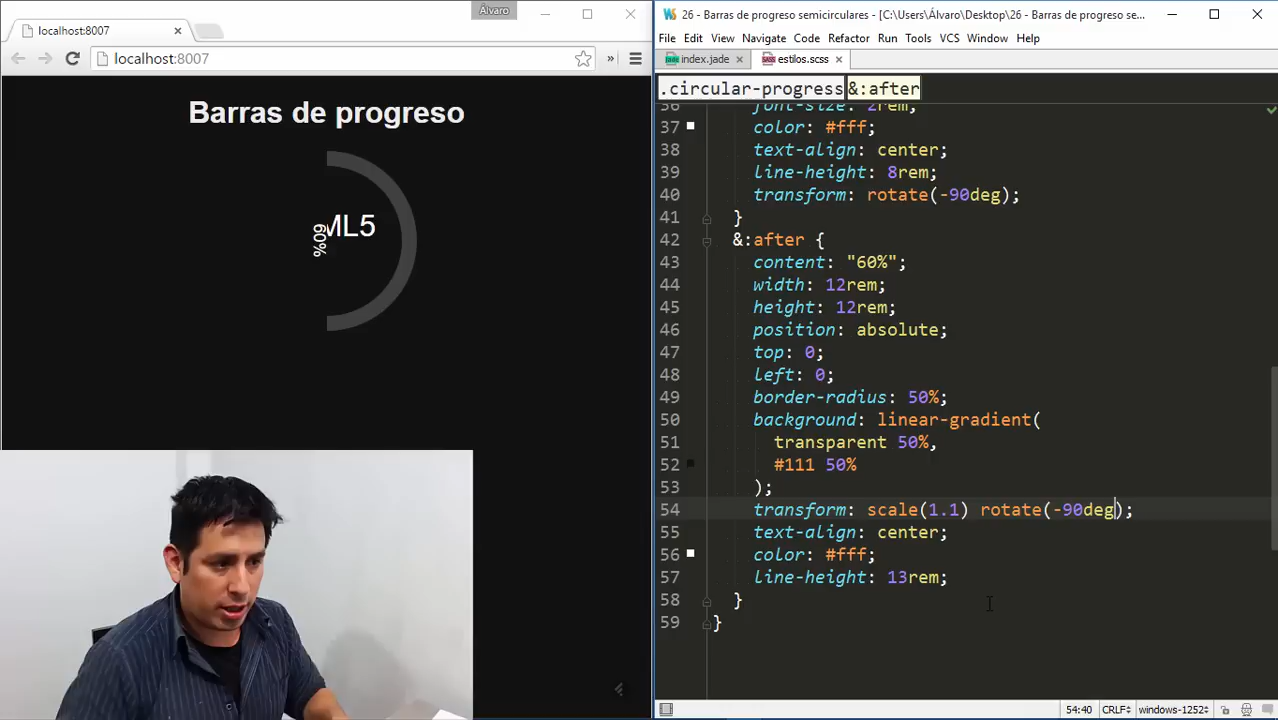 Álvaro
localhost:8007
localhost:8007
Barras de progreso
ML5
60%
26 - Barras de progreso semicirculares - [C:\Users\Álvaro\Desktop\26 - Barras de progreso se...
File Edit View Navigate Code Refactor Run Tools VCS Window Help
index.jade estilos.scss
.circular-progress &:after
36 font-size: 2rem;
37 color: #fff;
38 text-align: center;
39 line-height: 8rem;
40 transform: rotate(-90deg);
41 }
42 &:after {
43 content: "60%";
44 width: 12rem;
45 height: 12rem;
46 position: absolute;
47 top: 0;
48 left: 0;
49 border-radius: 50%;
50 background: linear-gradient(
51 transparent 50%,
52 #111 50%
53 );
54 transform: scale(1.1) rotate(-90deg);
55 text-align: center;
56 color: #fff;
57 line-height: 13rem;
58 }
59 }
54:40 CRLF÷ windows-1252÷